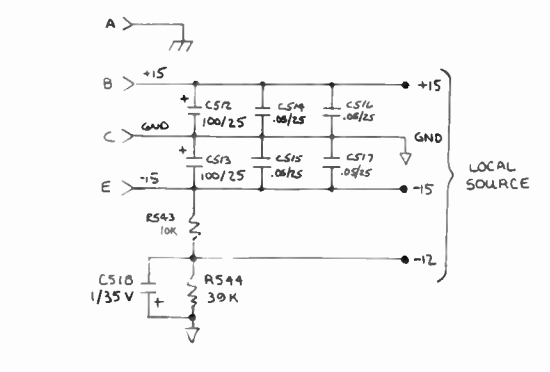 A
B +15 +15
+ C512 100/25
C514 .05/25
C516 .05/25
C GND GND
+ C513 100/25
C515 .05/25
C517 .05/25
E -15 -15
LOCAL
SOURCE
R543
10K
-12
C518
1/35V +
R544
39K